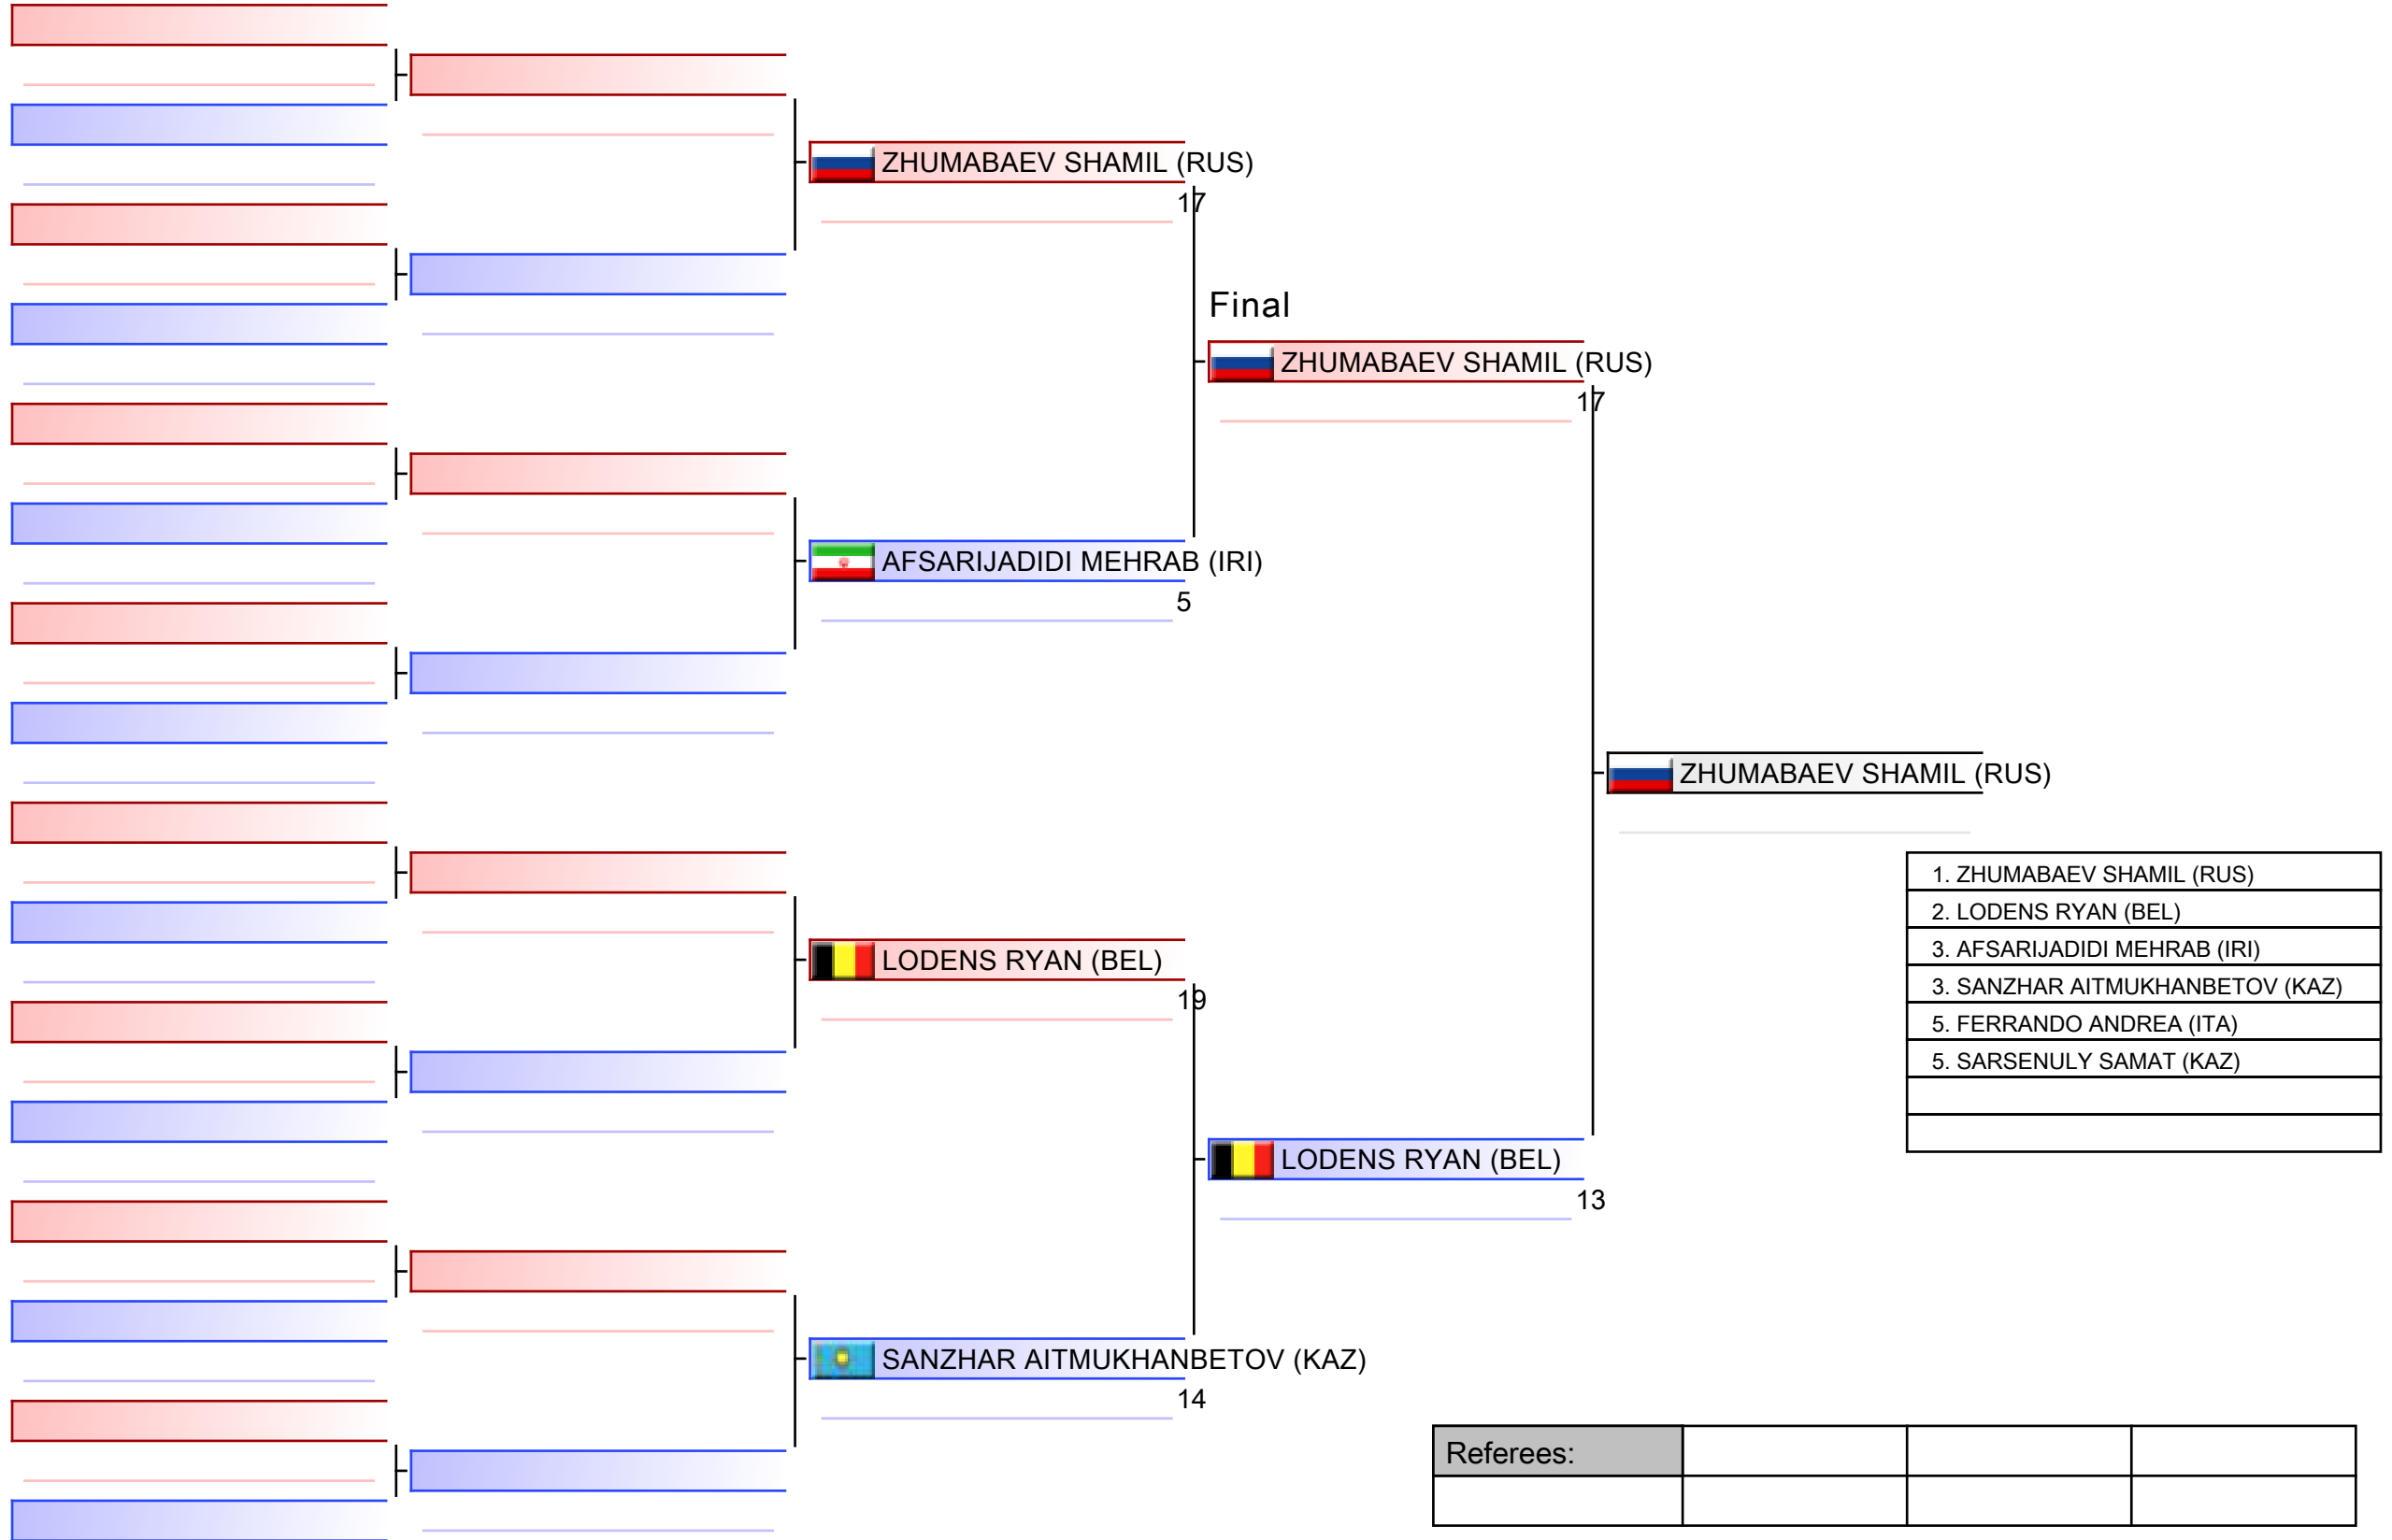 ZHUMABAEV SHAMIL (RUS)
17
Final
ZHUMABAEV SHAMIL (RUS)
17
AFSARIJADIDI MEHRAB (IRI)
5
ZHUMABAEV SHAMIL (RUS)
1. ZHUMABAEV SHAMIL (RUS)
2. LODENS RYAN (BEL)
3. AFSARIJADIDI MEHRAB (IRI)
3. SANZHAR AITMUKHANBETOV (KAZ)
5. FERRANDO ANDREA (ITA)
5. SARSENULY SAMAT (KAZ)
LODENS RYAN (BEL)
19
LODENS RYAN (BEL)
13
SANZHAR AITMUKHANBETOV (KAZ)
14
Referees: